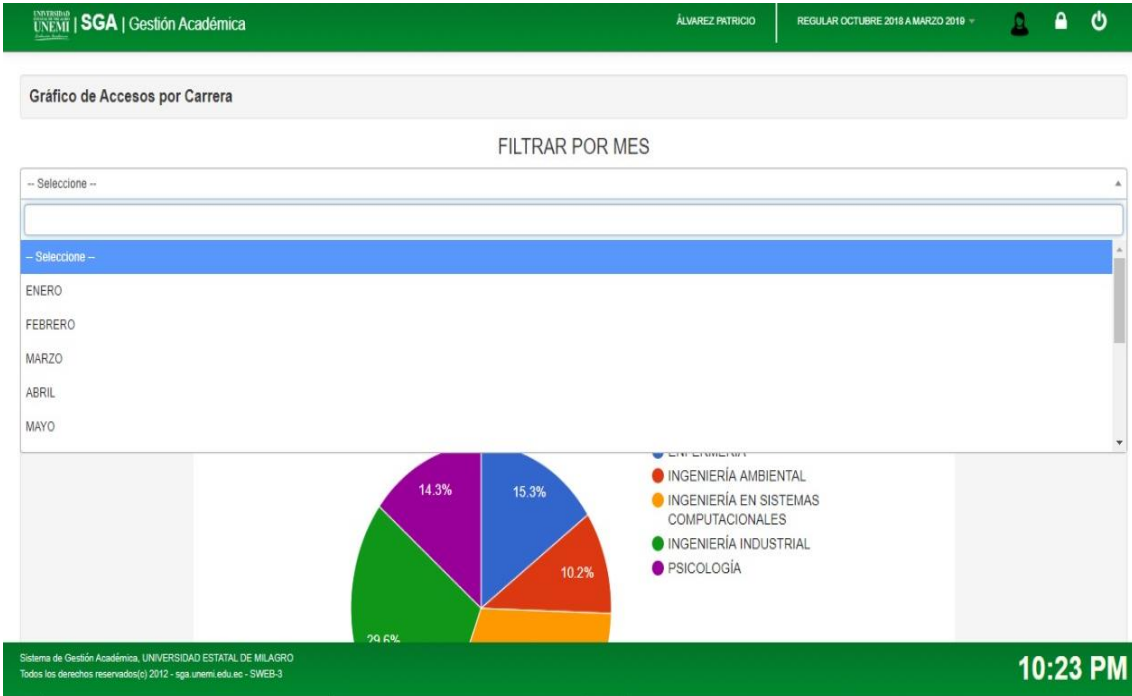 UNEMI | SGA | Gestión Académica
ÁLVAREZ PATRICIO
REGULAR OCTUBRE 2018 A MARZO 2019
Gráfico de Accesos por Carrera
FILTRAR POR MES
-- Seleccione --
-- Seleccione --
ENERO
FEBRERO
MARZO
ABRIL
MAYO
ENFERMERÍA
14.3%
15.3%
INGENIERÍA AMBIENTAL
INGENIERÍA EN SISTEMAS
COMPUTACIONALES
INGENIERÍA INDUSTRIAL
10.2%
PSICOLOGÍA
29.6%
Sistema de Gestión Académica, UNIVERSIDAD ESTATAL DE MILAGRO
Todos los derechos reservados(c) 2012 - sga.unemi.edu.ec - SWEB-3
10:23 PM